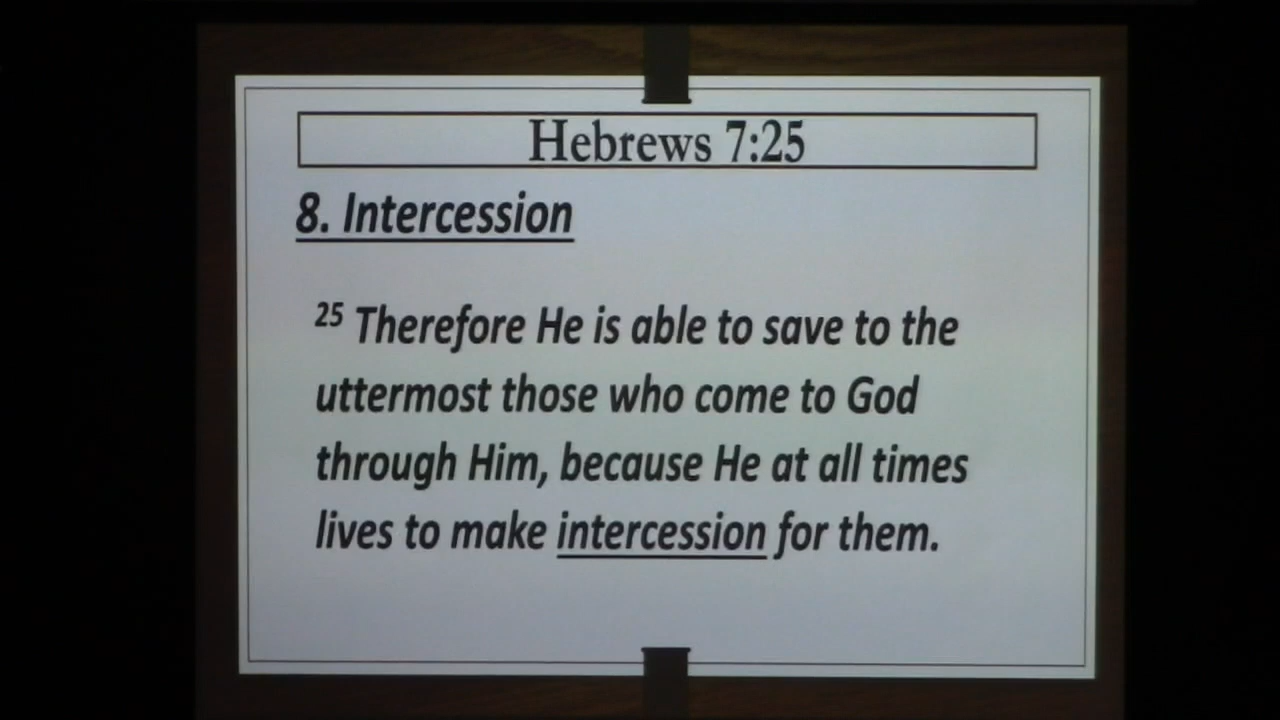 Hebrews 7:25
8. Intercession
25 Therefore He is able to save to the
uttermost those who come to God
through Him, because He at all times
lives to make intercession for them.